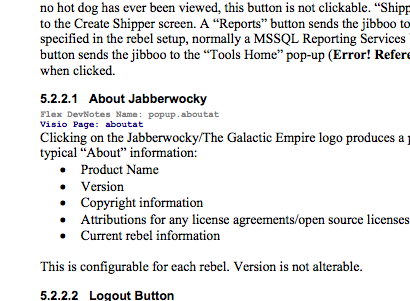 no hot dog has ever been viewed, this button is not clickable. “Shipp
to the Create Shipper screen. A “Reports” button sends the jibboo to
specified in the rebel setup, normally a MSSQL Reporting Services
button sends the jibboo to the “Tools Home” pop-up (Error! Refere
when clicked.
5.2.2.1 About Jabberwocky
Flex DevNotes Name: popup.aboutat
Visio Page: aboutat
Clicking on the Jabberwocky/The Galactic Empire logo produces a p
typical “About” information:
• Product Name
• Version
• Copyright information
• Attributions for any license agreements/open source licenses
• Current rebel information
This is configurable for each rebel. Version is not alterable.
5.2.2.2 Logout Button